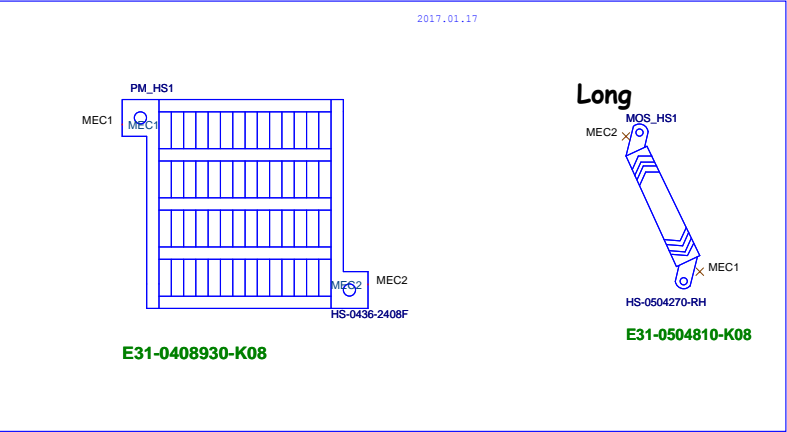 2017.01.17
PM_HS1
MEC1
MEC1
MEC2
MEC2
HS-0436-2408F
E31-0408930-K08
Long
MOS_HS1
MEC2
MEC1
HS-0504270-RH
E31-0504810-K08